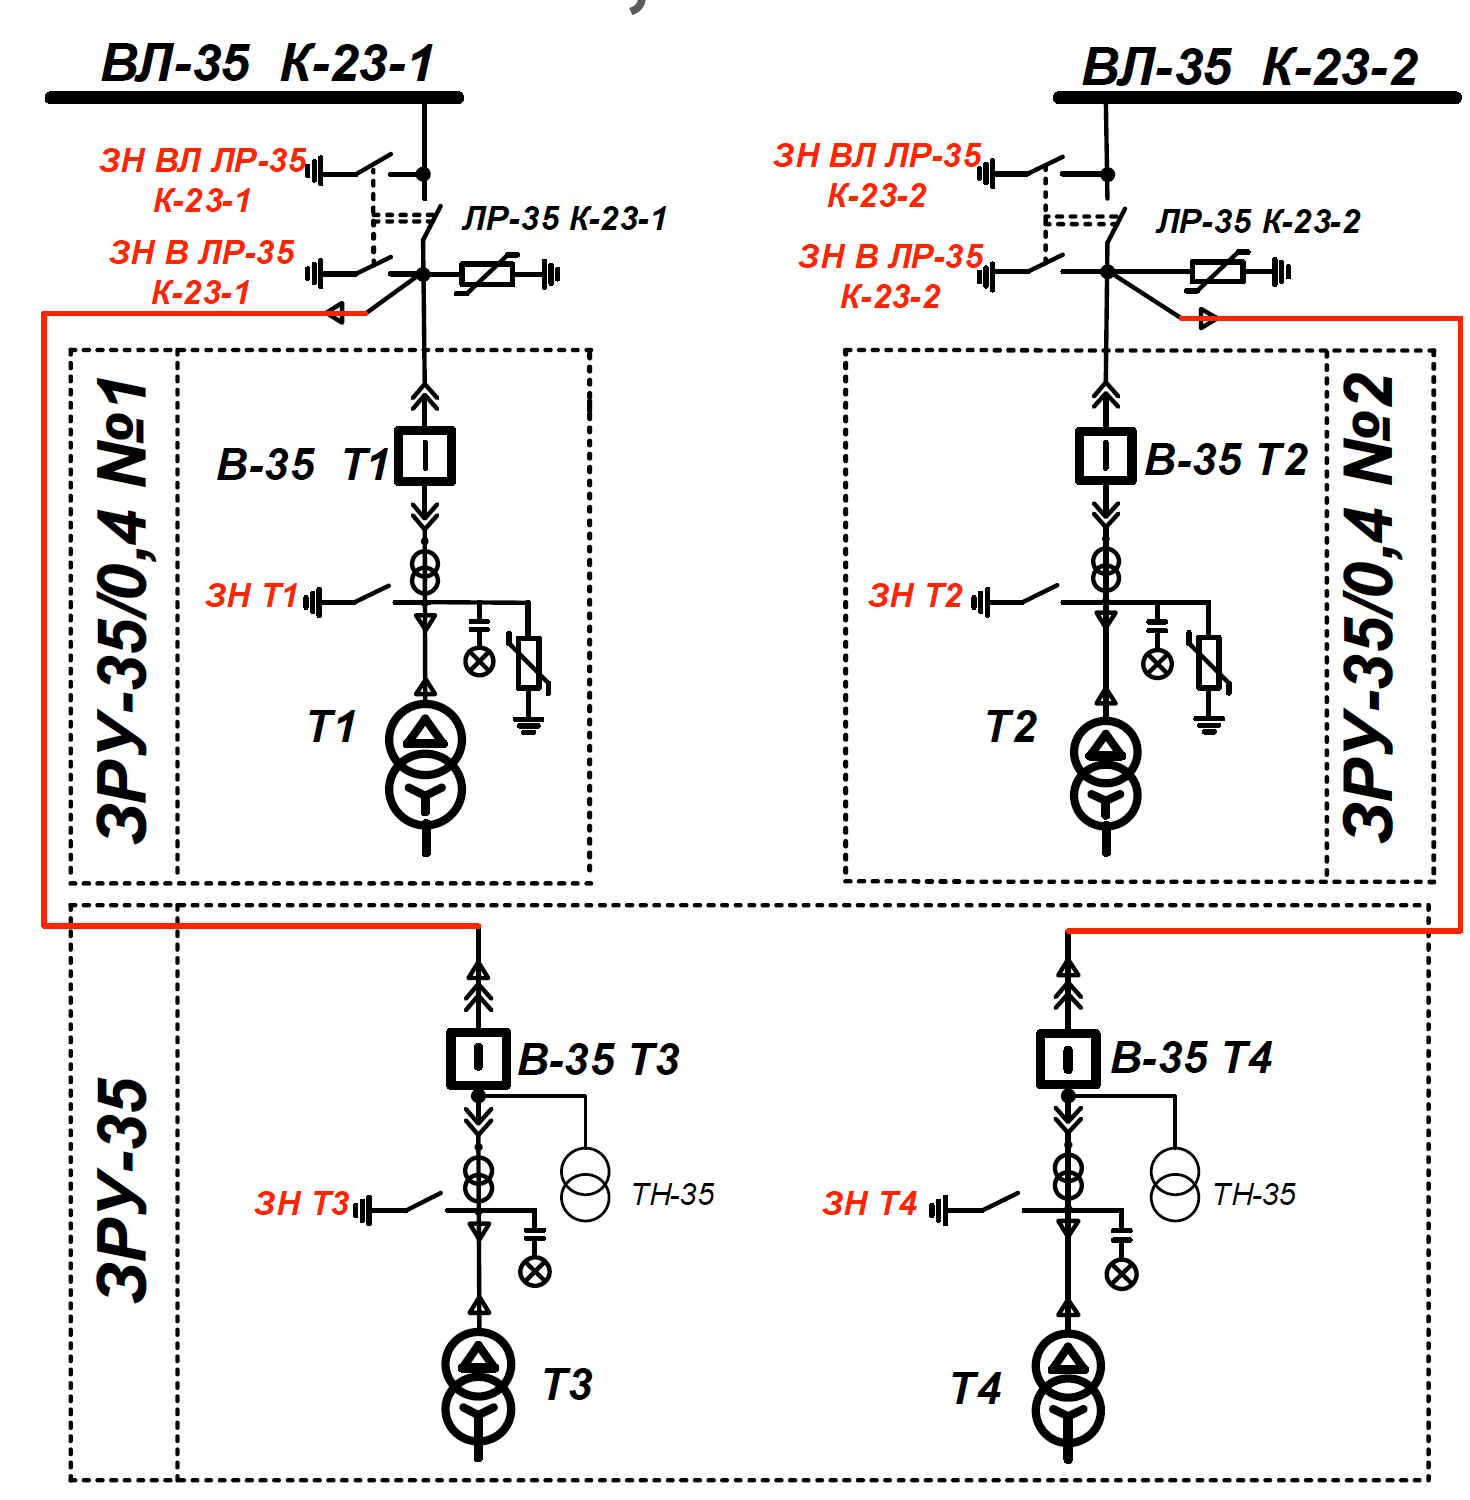 ВЛ-35 К-23-1
ВЛ-35 К-23-2
ЗН ВЛ ЛР-35
К-23-1
ЗН ВЛ ЛР-35
К-23-2
ЛР-35 К-23-1
ЛР-35 К-23-2
ЗН В ЛР-35
К-23-1
ЗН В ЛР-35
К-23-2
ЗРУ-35/0,4 №1
В-35 Т1
В-35 Т2
ЗРУ-35/0,4 №2
ЗН Т1
ЗН Т2
Т1
Т2
ЗРУ-35
В-35 Т3
В-35 Т4
ТН-35
ТН-35
ЗН Т3
ЗН Т4
Т3
Т4